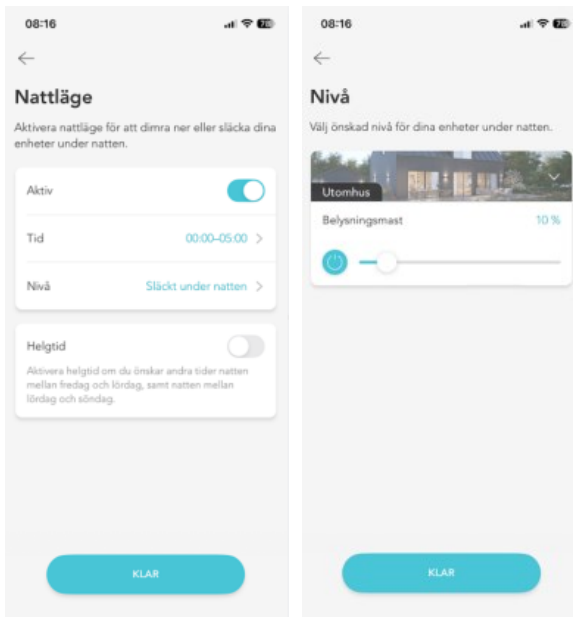 08:16
Nattläge
Aktivera nattläge för att dimra ner eller släcka dina
enheter under natten.
Aktiv
Tid 00:00–05:00
Nivå Släckt under natten
Helgtid
Aktivera helgtid om du önskar andra tider natten
mellan fredag och lördag, samt natten mellan
lördag och söndag.
KLAR
08:16
Nivå
Välj önskad nivå för dina enheter under natten.
Utomhus
Belysningsmast 10 %
KLAR